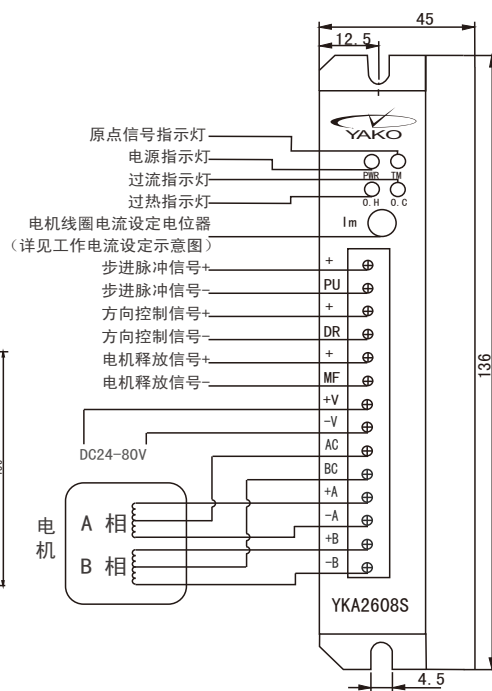 45
12.5
YAKO
原点信号指示灯
电源指示灯
PWR TM
过流指示灯
过热指示灯
O.H O.C
电机线圈电流设定电位器
Im
（详见工作电流设定示意图）
步进脉冲信号+
+
步进脉冲信号-
PU
方向控制信号+
+
方向控制信号-
DR
电机释放信号+
+
电机释放信号-
MF
136
+V
-V
DC24-80V
AC
BC
+A
-A
+B
-B
电机
A 相
B 相
YKA2608S
4.5